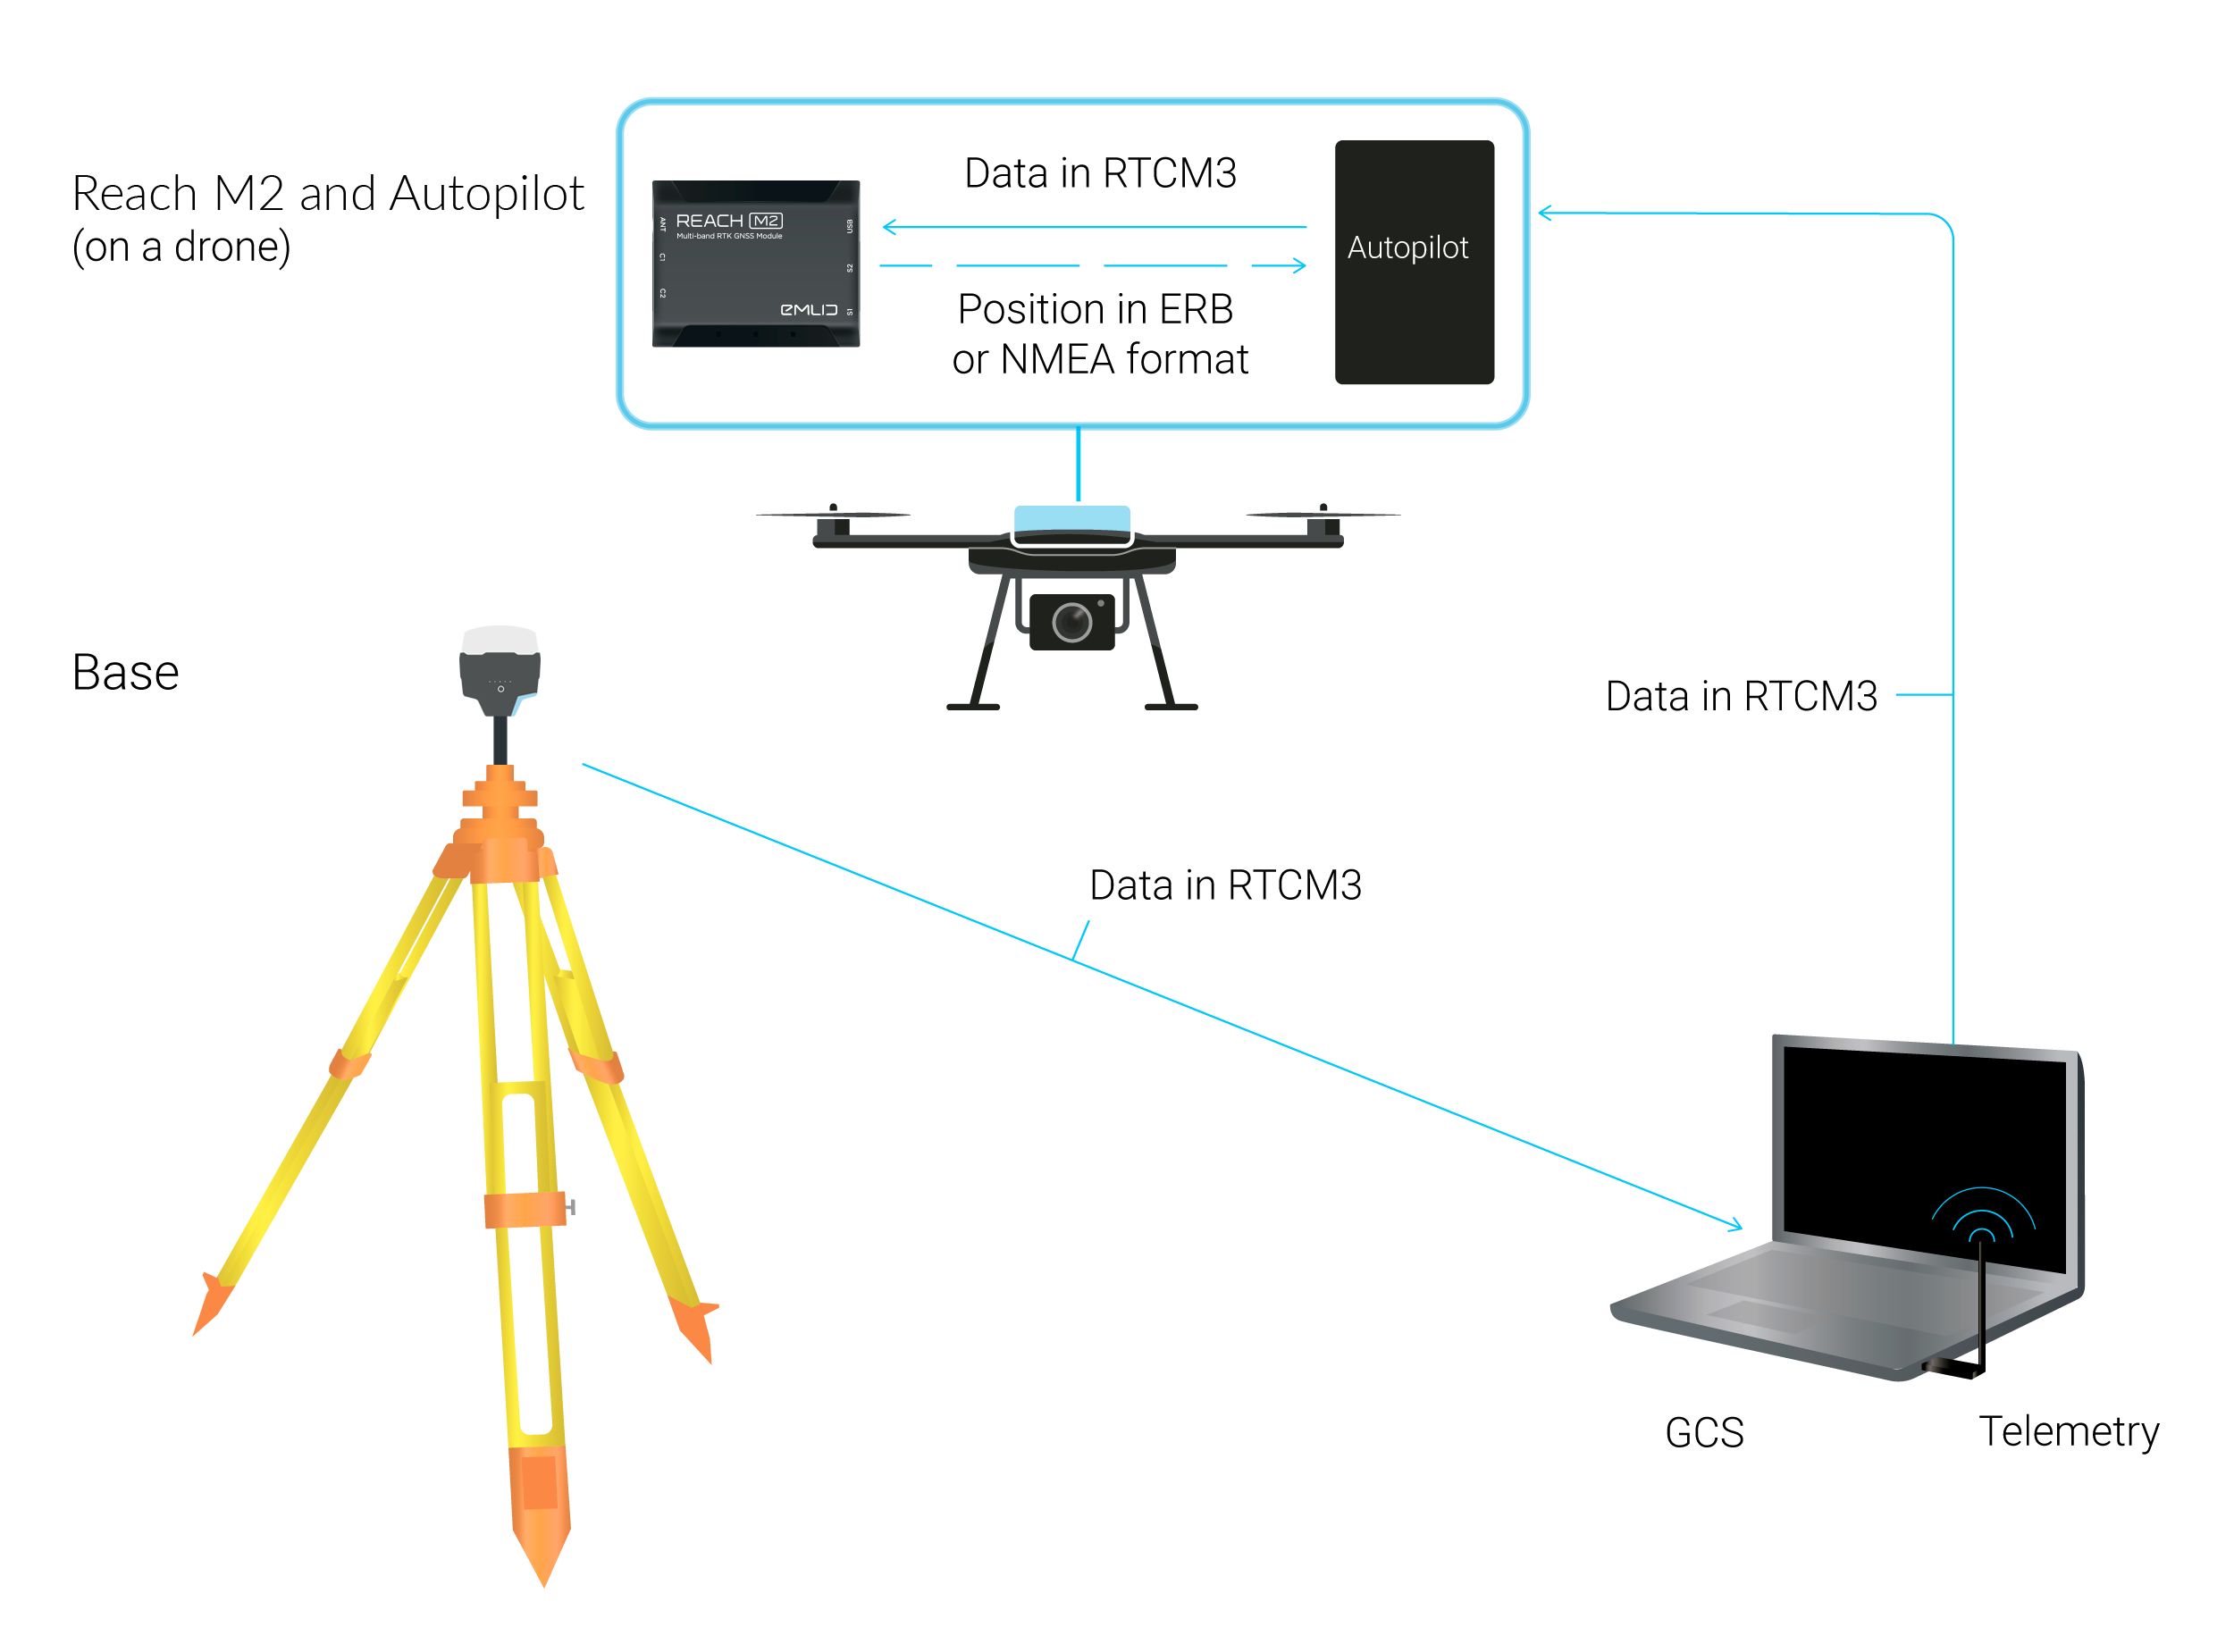 Reach M2 and Autopilot
(on a drone)
ANT
C1
C2
REACH M2
Multi-band RTK GNSS Module
EMLID
USB
S2
S1
Data in RTCM3
Position in ERB
or NMEA format
Autopilot
Base
Data in RTCM3
Data in RTCM3
GCS
Telemetry